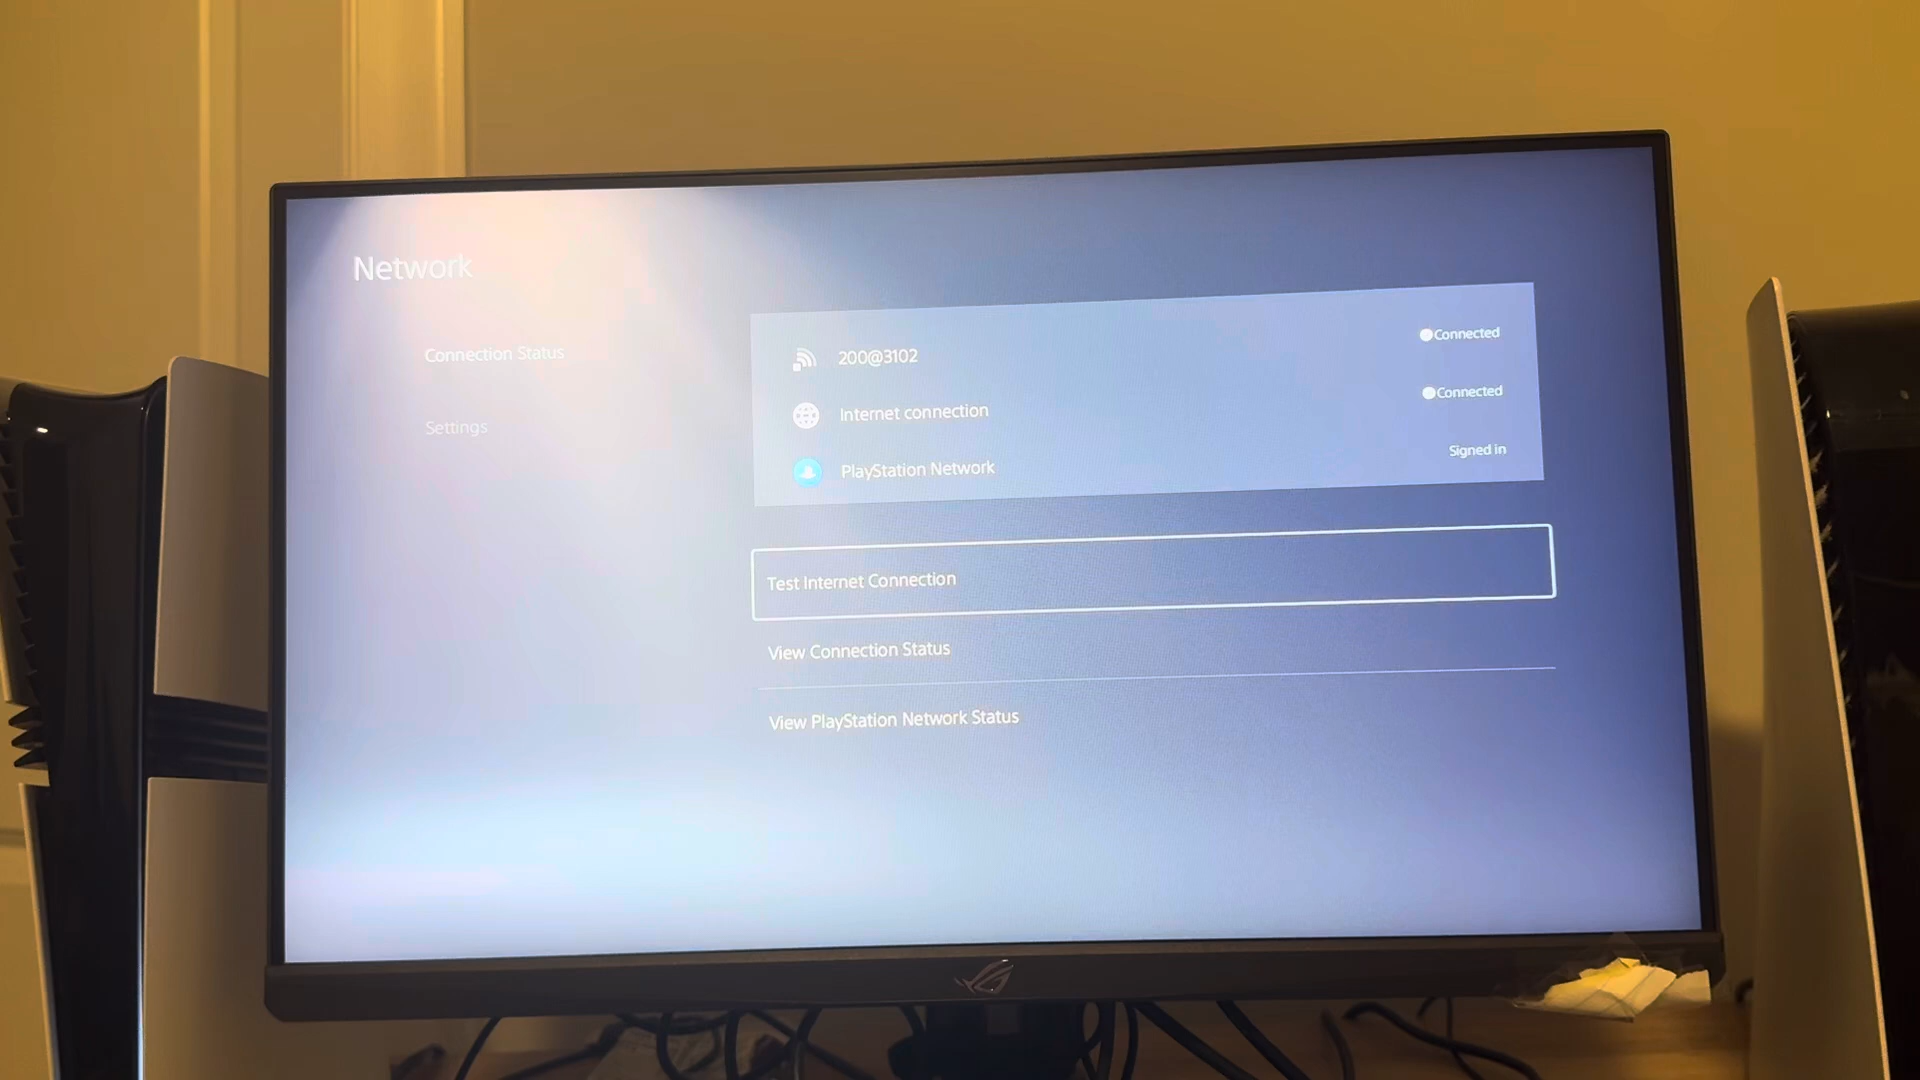 Network
Connection Status
Settings
200@3102
Connected
Internet connection
Connected
PlayStation Network
Signed in
Test Internet Connection
View Connection Status
View PlayStation Network Status